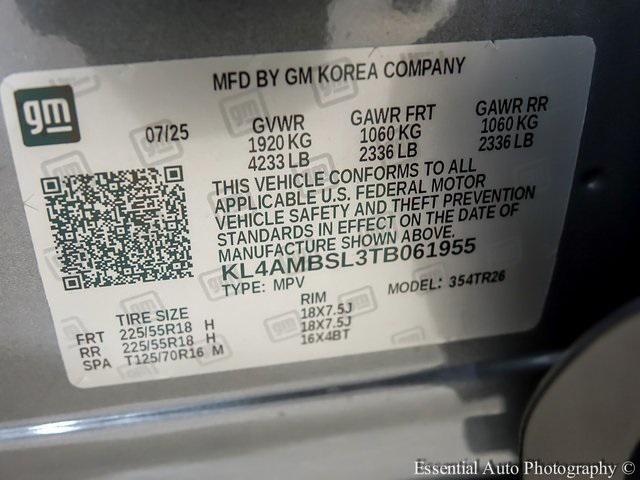 MFD BY GM KOREA COMPANY
gm
07/25
GVWR
1920 KG
4233 LB
GAWR FRT
1060 KG
2336 LB
GAWR RR
1060 KG
2336 LB
THIS VEHICLE CONFORMS TO ALL
APPLICABLE U.S. FEDERAL MOTOR
VEHICLE SAFETY AND THEFT PREVENTION
STANDARDS IN EFFECT ON THE DATE OF
MANUFACTURE SHOWN ABOVE.
KL4AMBSL3TB061955
TYPE: MPV
MODEL: 354TR26
TIRE SIZE
RIM
FRT 225/55R18 H 18X7.5J
RR 225/55R18 H 18X7.5J
SPA T125/70R16 M 16X4BT
Essential Auto Photography ©